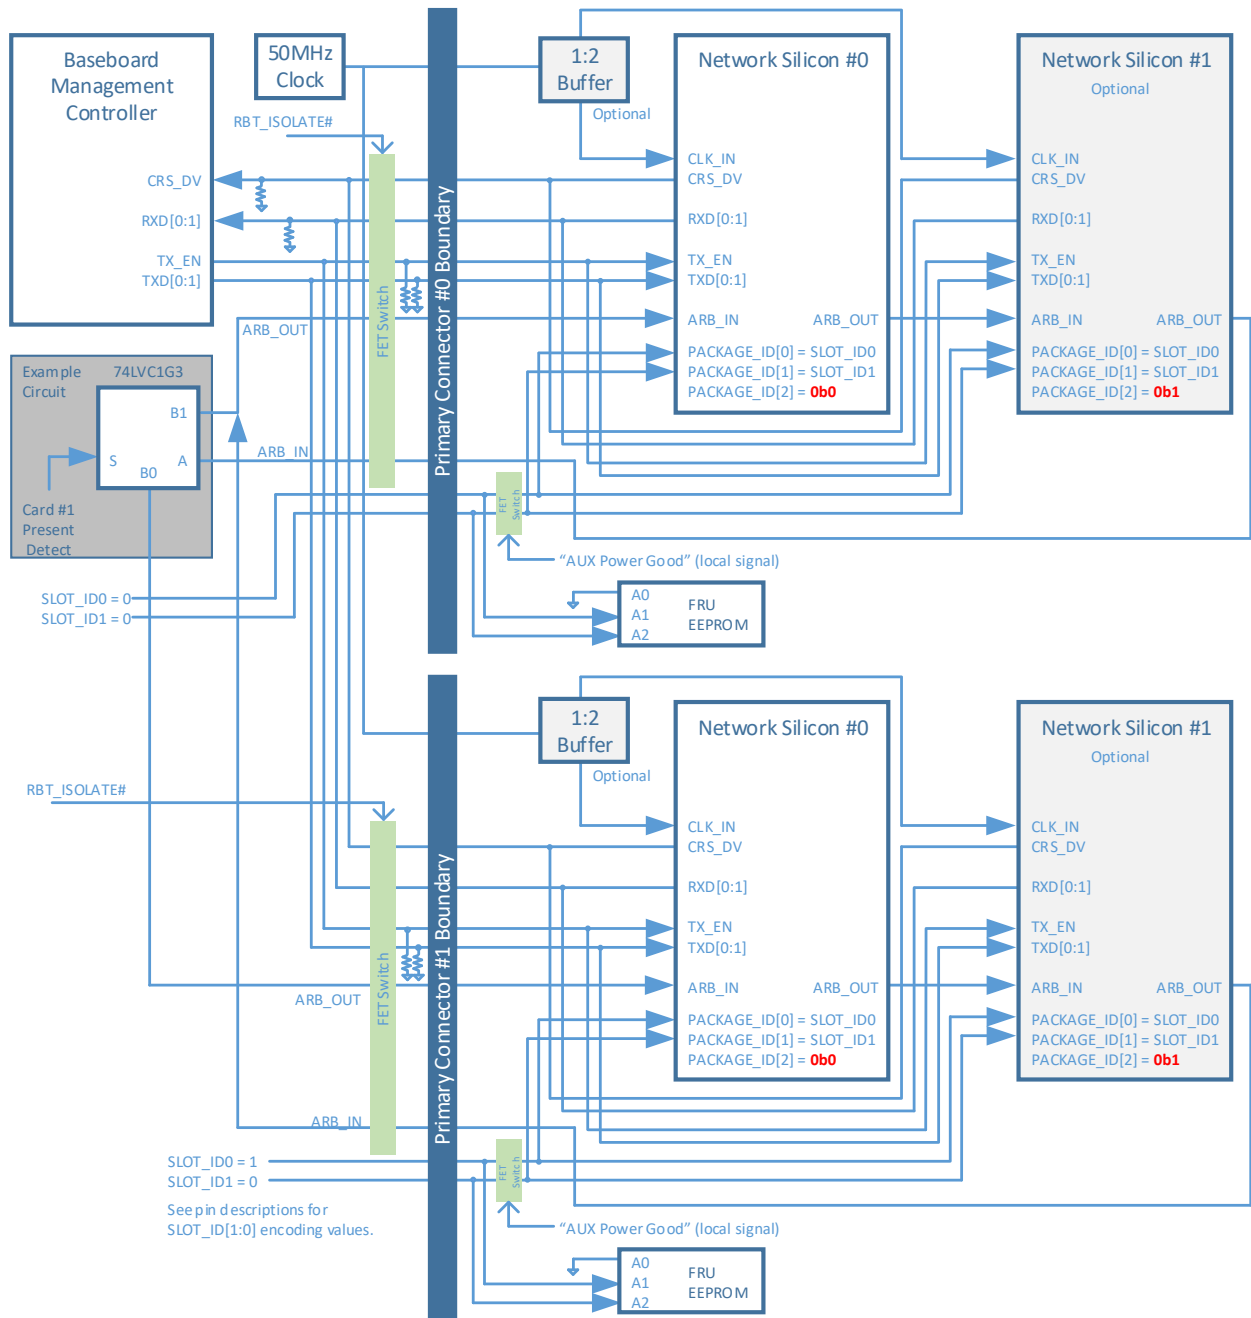 Baseboard
Management
Controller
CRS_DV
RXD[0:1]
TX_EN
TXD[0:1]
50MHz
Clock
RBT_ISOLATE#
FET Switch
Primary Connector #0 Boundary
1:2
Buffer
Optional
Network Silicon #0
CLK_IN
CRS_DV
RXD[0:1]
TX_EN
TXD[0:1]
ARB_IN
ARB_OUT
PACKAGE_ID[0] = SLOT_ID0
PACKAGE_ID[1] = SLOT_ID1
PACKAGE_ID[2] = 0b0
Network Silicon #1
Optional
CLK_IN
CRS_DV
RXD[0:1]
TX_EN
TXD[0:1]
ARB_IN
ARB_OUT
PACKAGE_ID[0] = SLOT_ID0
PACKAGE_ID[1] = SLOT_ID1
PACKAGE_ID[2] = 0b1
ARB_OUT
Example
Circuit
74LVC1G3
B1
S
A
B0
Card #1
Present
Detect
ARB_IN
SLOT_ID0 = 0
SLOT_ID1 = 0
FET
Switch
"AUX Power Good" (local signal)
A0
A1
A2
FRU
EEPROM
RBT_ISOLATE#
FET Switch
Primary Connector #1 Boundary
1:2
Buffer
Optional
Network Silicon #0
CLK_IN
CRS_DV
RXD[0:1]
TX_EN
TXD[0:1]
ARB_IN
ARB_OUT
PACKAGE_ID[0] = SLOT_ID0
PACKAGE_ID[1] = SLOT_ID1
PACKAGE_ID[2] = 0b0
Network Silicon #1
Optional
CLK_IN
CRS_DV
RXD[0:1]
TX_EN
TXD[0:1]
ARB_IN
ARB_OUT
PACKAGE_ID[0] = SLOT_ID0
PACKAGE_ID[1] = SLOT_ID1
PACKAGE_ID[2] = 0b1
ARB_OUT
ARB_IN
SLOT_ID0 = 1
SLOT_ID1 = 0
See pin descriptions for
SLOT_ID[1:0] encoding values.
FET
Switch
"AUX Power Good" (local signal)
A0
A1
A2
FRU
EEPROM